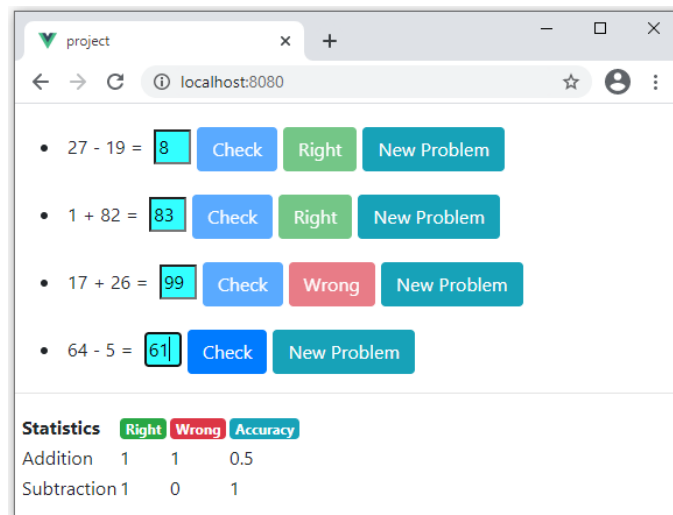 project
localhost:8080
27 - 19 = 8 Check Right New Problem
1 + 82 = 83 Check Right New Problem
17 + 26 = 99 Check Wrong New Problem
64 - 5 = 61 Check New Problem
Statistics Right Wrong Accuracy
Addition 1 1 0.5
Subtraction 1 0 1